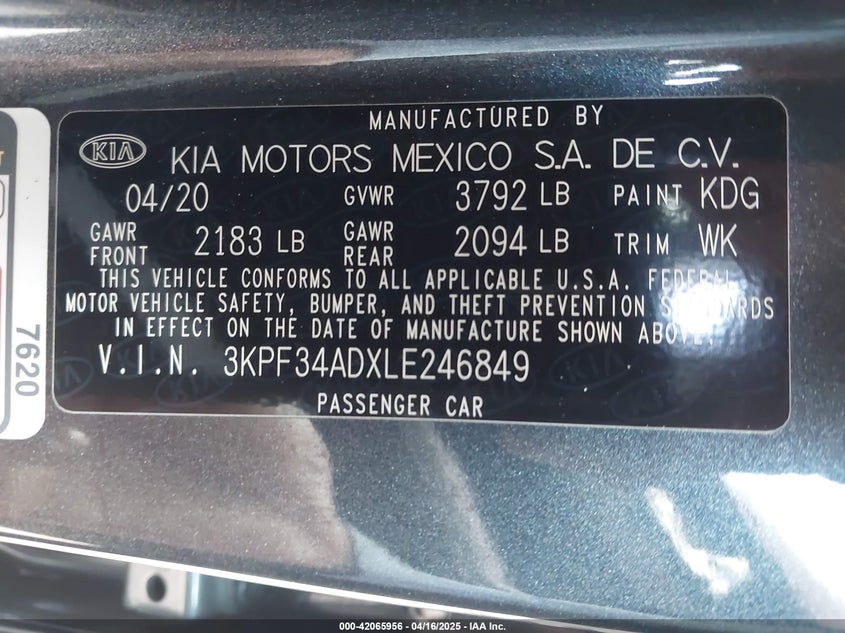 MANUFACTURED BY
KIA KIA MOTORS MEXICO S.A. DE C.V.
04/20 GVWR 3792 LB PAINT KDG
GAWR FRONT 2183 LB GAWR REAR 2094 LB TRIM WK
THIS VEHICLE CONFORMS TO ALL APPLICABLE U.S.A. FEDERAL
MOTOR VEHICLE SAFETY, BUMPER, AND THEFT PREVENTION STANDARDS
IN EFFECT ON THE DATE OF MANUFACTURE SHOWN ABOVE.
V.I.N. 3KPF34ADXLE246849
PASSENGER CAR
7620
000-42065956 - 04/16/2025 - IAA Inc.